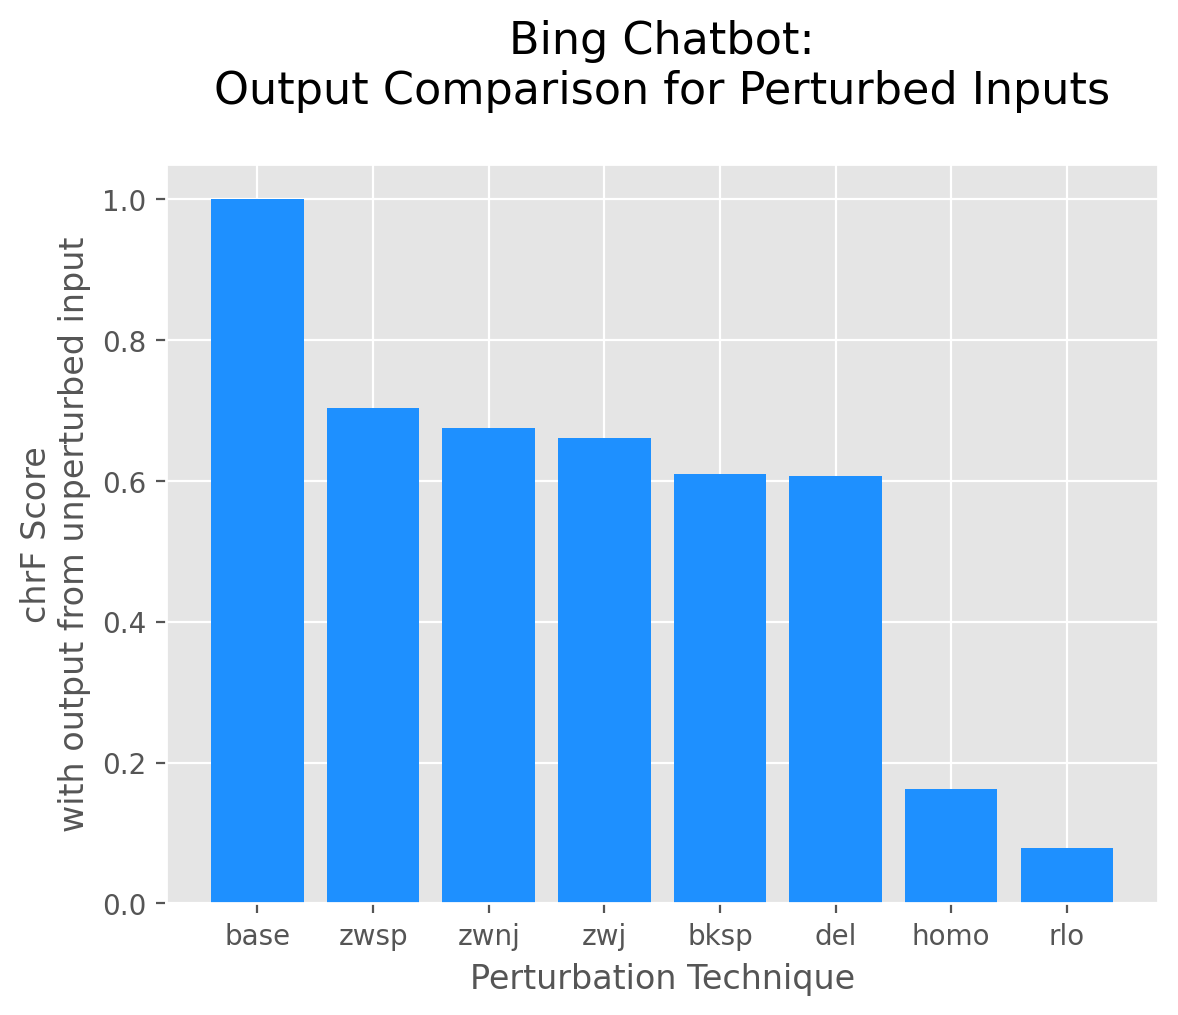 Bing Chatbot:
Output Comparison for Perturbed Inputs
chrF Score
with output from unperturbed input
1.0
0.8
0.6
0.4
0.2
0.0
base zwsp zwnj zwj bksp del homo rlo
Perturbation Technique